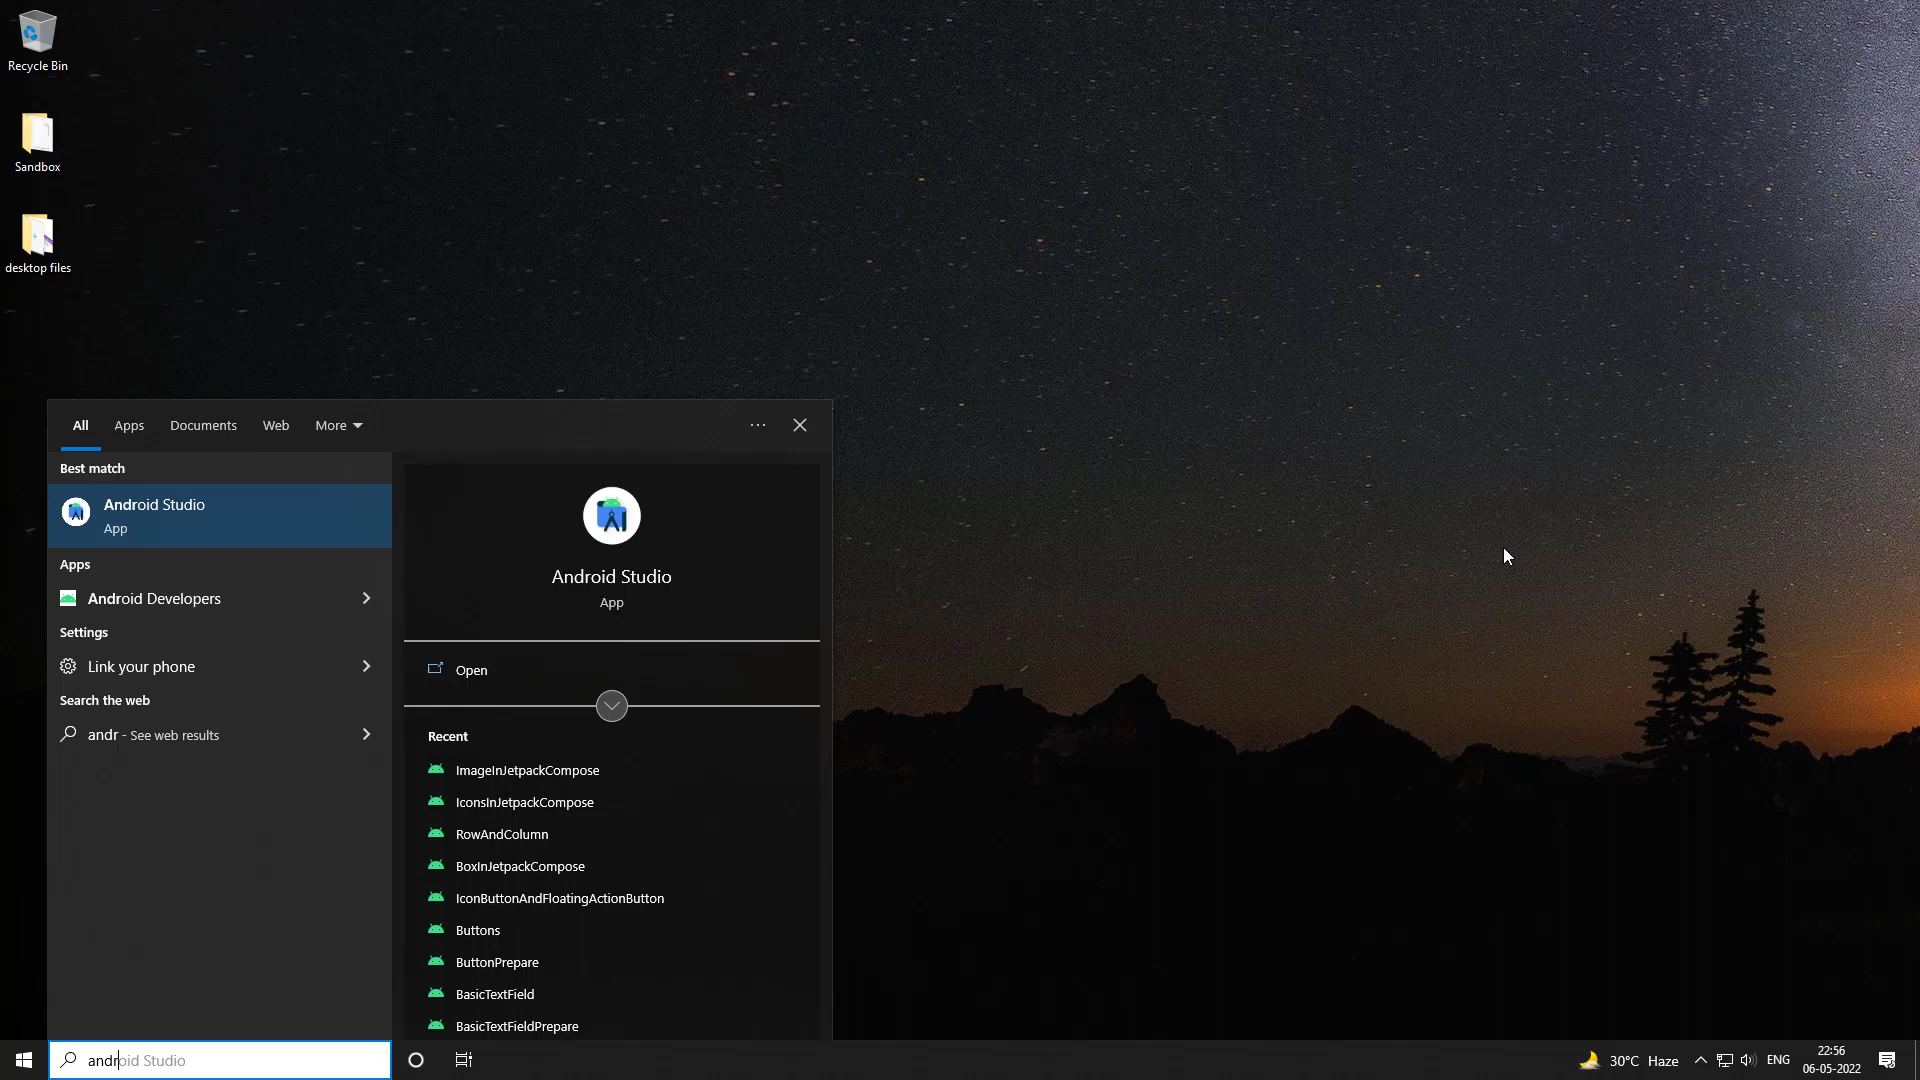 Recycle Bin
Sandbox
desktop files
All Apps Documents Web More
Best match
Android Studio
App
Apps
Android Developers
Settings
Link your phone
Search the web
andr - See web results
Android Studio
App
Open
Recent
ImageInJetpackCompose
IconsInJetpackCompose
RowAndColumn
BoxInJetpackCompose
IconButtonAndFloatingActionButton
Buttons
ButtonPrepare
BasicTextField
BasicTextFieldPrepare
android Studio
30°C Haze
ENG
22:56
06-05-2022